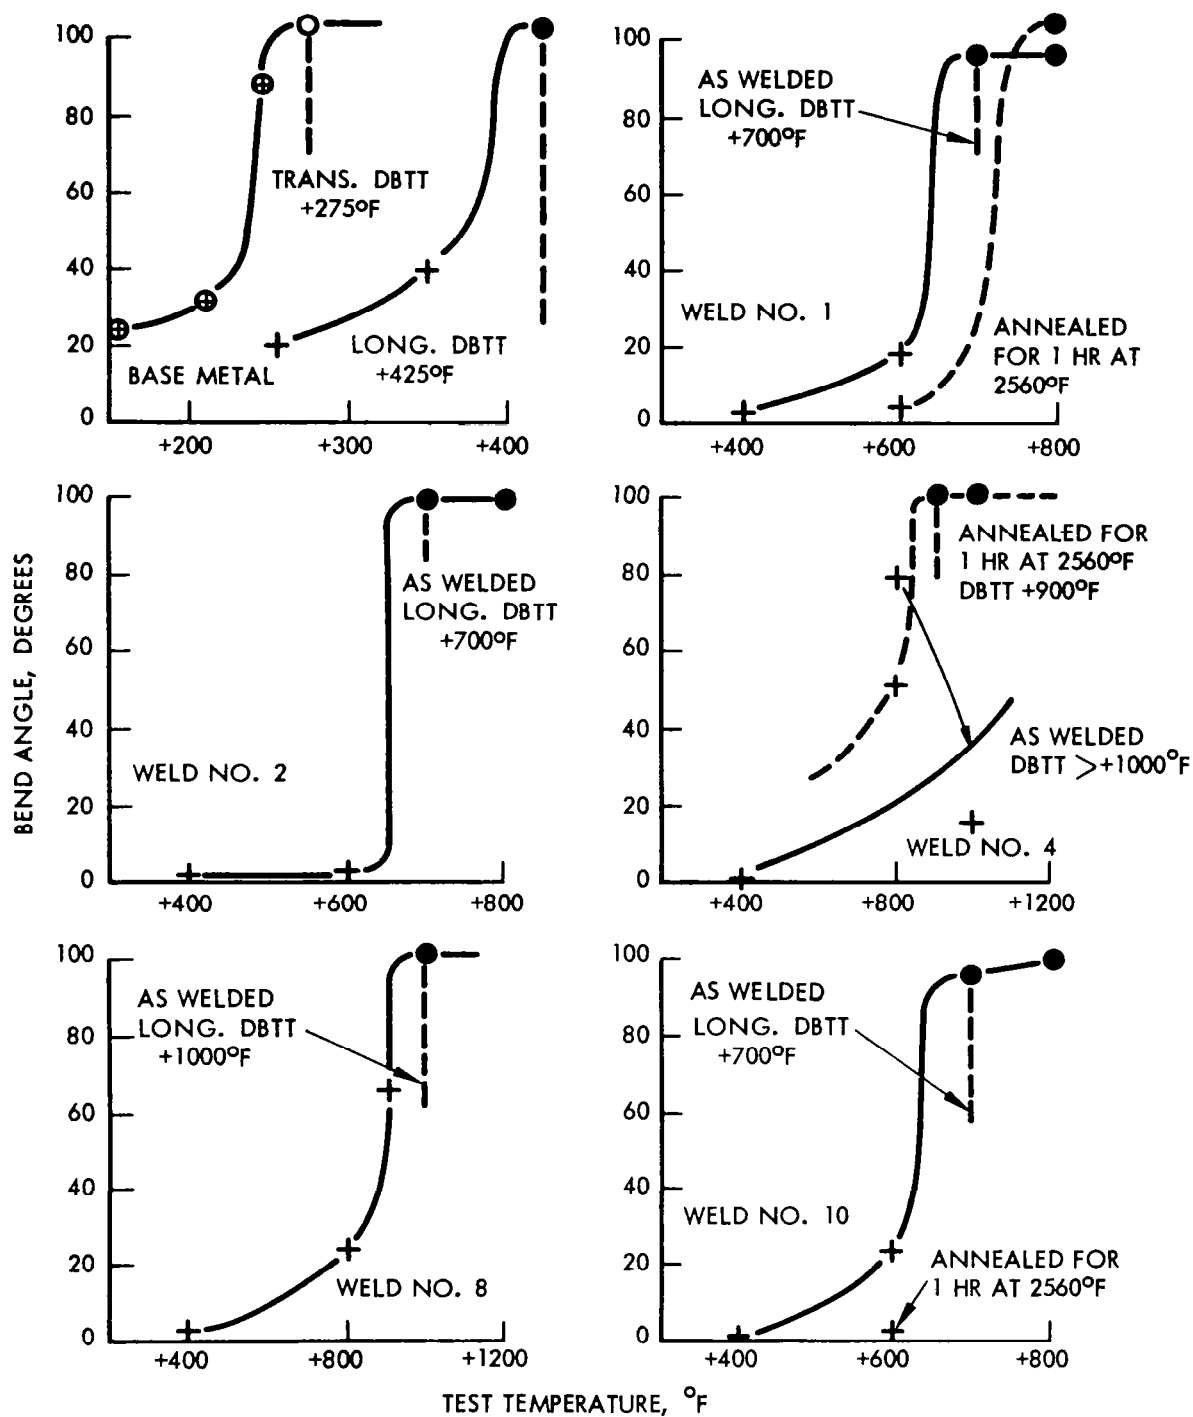 100
80
60
40
20
0
TRANS. DBTT
+275°F
LONG. DBTT
+425°F
BASE METAL
+200
+300
+400
100
80
60
40
20
0
AS WELDED
LONG. DBTT
+700°F
WELD NO. 1
ANNEALED
FOR 1 HR AT
2560°F
+400
+600
+800
BEND ANGLE, DEGREES
100
80
60
40
20
0
AS WELDED
LONG. DBTT
+700°F
WELD NO. 2
+400
+600
+800
100
80
60
40
20
0
ANNEALED FOR
1 HR AT 2560°F
DBTT +900°F
AS WELDED
DBTT >+1000°F
WELD NO. 4
+400
+800
+1200
100
80
60
40
20
0
AS WELDED
LONG. DBTT
+1000°F
WELD NO. 8
+400
+800
+1200
100
80
60
40
20
0
AS WELDED
LONG. DBTT
+700°F
WELD NO. 10
ANNEALED FOR
1 HR AT 2560°F
+400
+600
+800
TEST TEMPERATURE, °F